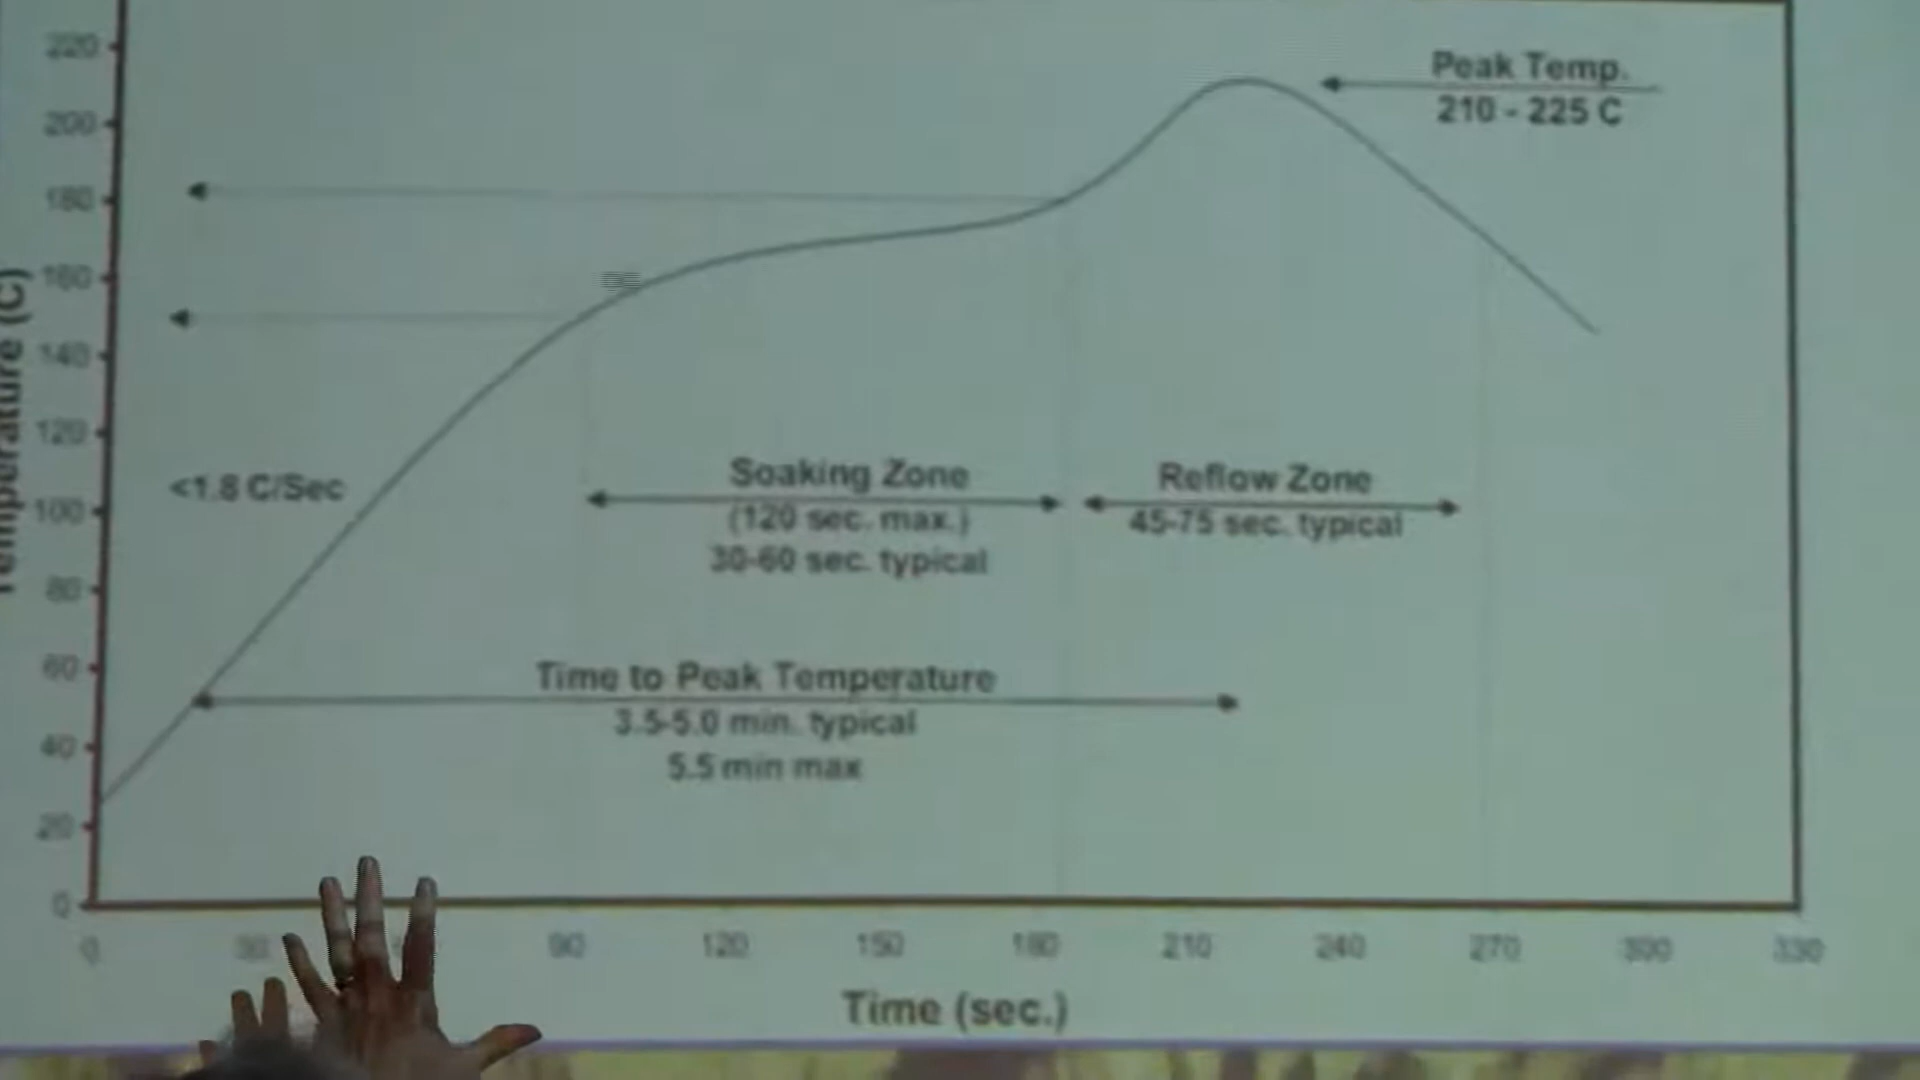 220
200
180
160
140
120
100
80
60
40
20
0
Temperature (C)
Peak Temp.
210 - 225 C
<1.8 C/Sec
Soaking Zone
(120 sec. max.)
30-60 sec. typical
Reflow Zone
45-75 sec. typical
Time to Peak Temperature
3.5-5.0 min. typical
5.5 min max
0 30 90 120 150 180 210 240 270 300 330
Time (sec.)